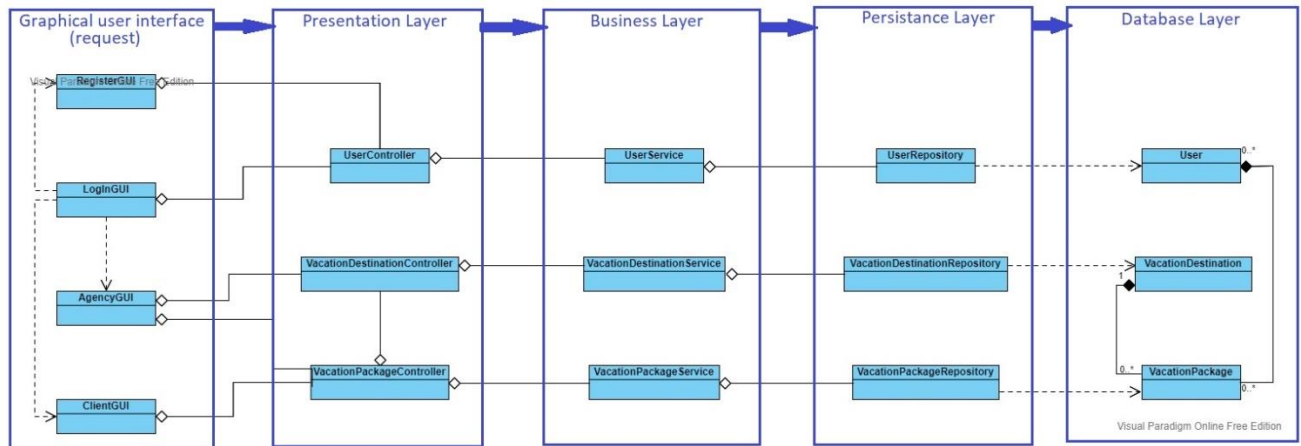 Graphical user interface
(request)
Presentation Layer
Business Layer
Persistance Layer
Database Layer
Visual Paradigm Online Free Edition
RegisterGUI
UserController
UserService
UserRepository
User
0..*
LogInGUI
VacationDestinationController
VacationDestinationService
VacationDestinationRepository
VacationDestination
1
AgencyGUI
VacationPackageController
VacationPackageService
VacationPackageRepository
VacationPackage
0..*
0..*
ClientGUI
Visual Paradigm Online Free Edition